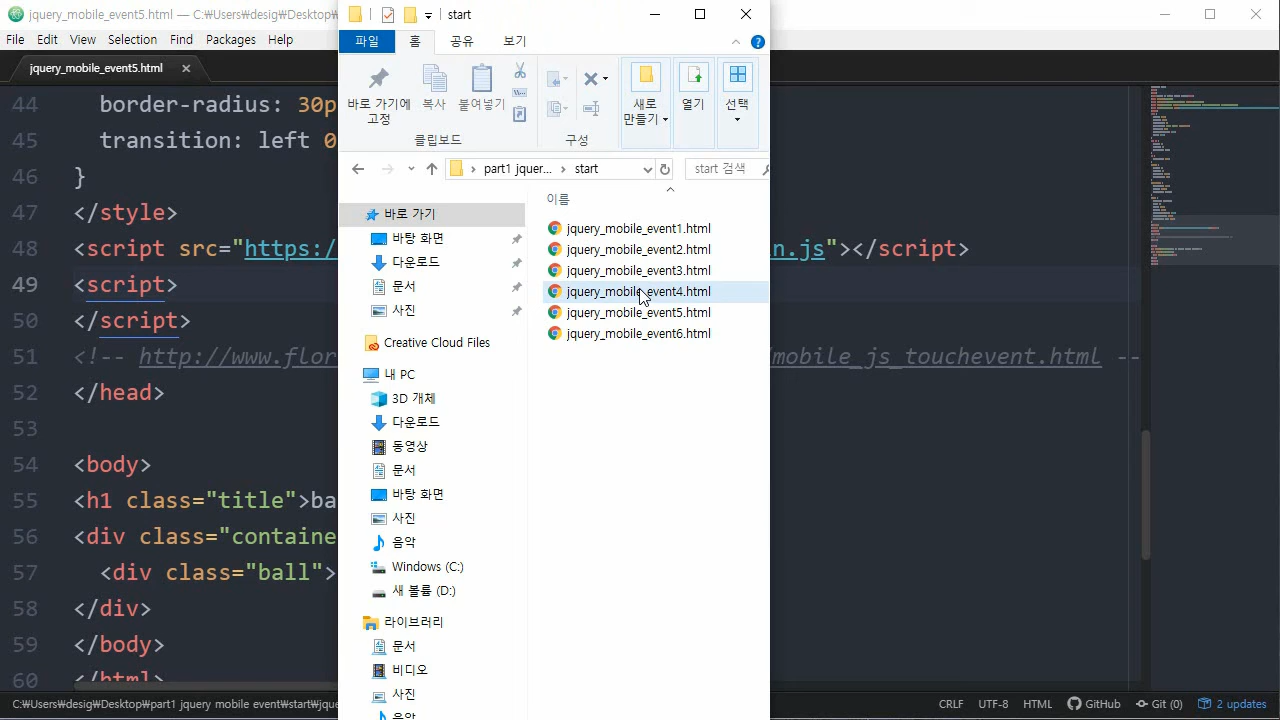 jquery_mobile_event5.html — C:₩Users₩desig₩Desktop₩
File Edit View Selection Find Packages Help
jquery_mobile_event5.html
44 border-radius: 30p
45 transition: left 0
}
47 </style>
48 <script src="https:/
n.js"></script>
9 <script>
50 </script>
51 <!-- http://www.flor
/mobile_js_touchevent.html --
52 </head>
53
54 <body>
55 <h1 class="title">ba
56 <div class="containe
57 <div class="ball">
58 </div>
59 </body>
60 </html>
C:₩Users₩desig₩Desktop₩part1 jquery mobile event₩start₩jque
CRLF UTF-8 HTML GitHub Git (0) 2 updates
start
파일 홈 공유 보기
바로 가기에 고정
복사
붙여넣기
새로 만들기
열기
선택
클립보드
구성
part1 jquer... > start
start 검색
바로 가기
바탕 화면
다운로드
문서
사진
Creative Cloud Files
내 PC
3D 개체
다운로드
동영상
문서
바탕 화면
사진
음악
Windows (C:)
새 볼륨 (D:)
라이브러리
문서
비디오
사진
음악
이름
jquery_mobile_event1.html
jquery_mobile_event2.html
jquery_mobile_event3.html
jquery_mobile_event4.html
jquery_mobile_event5.html
jquery_mobile_event6.html